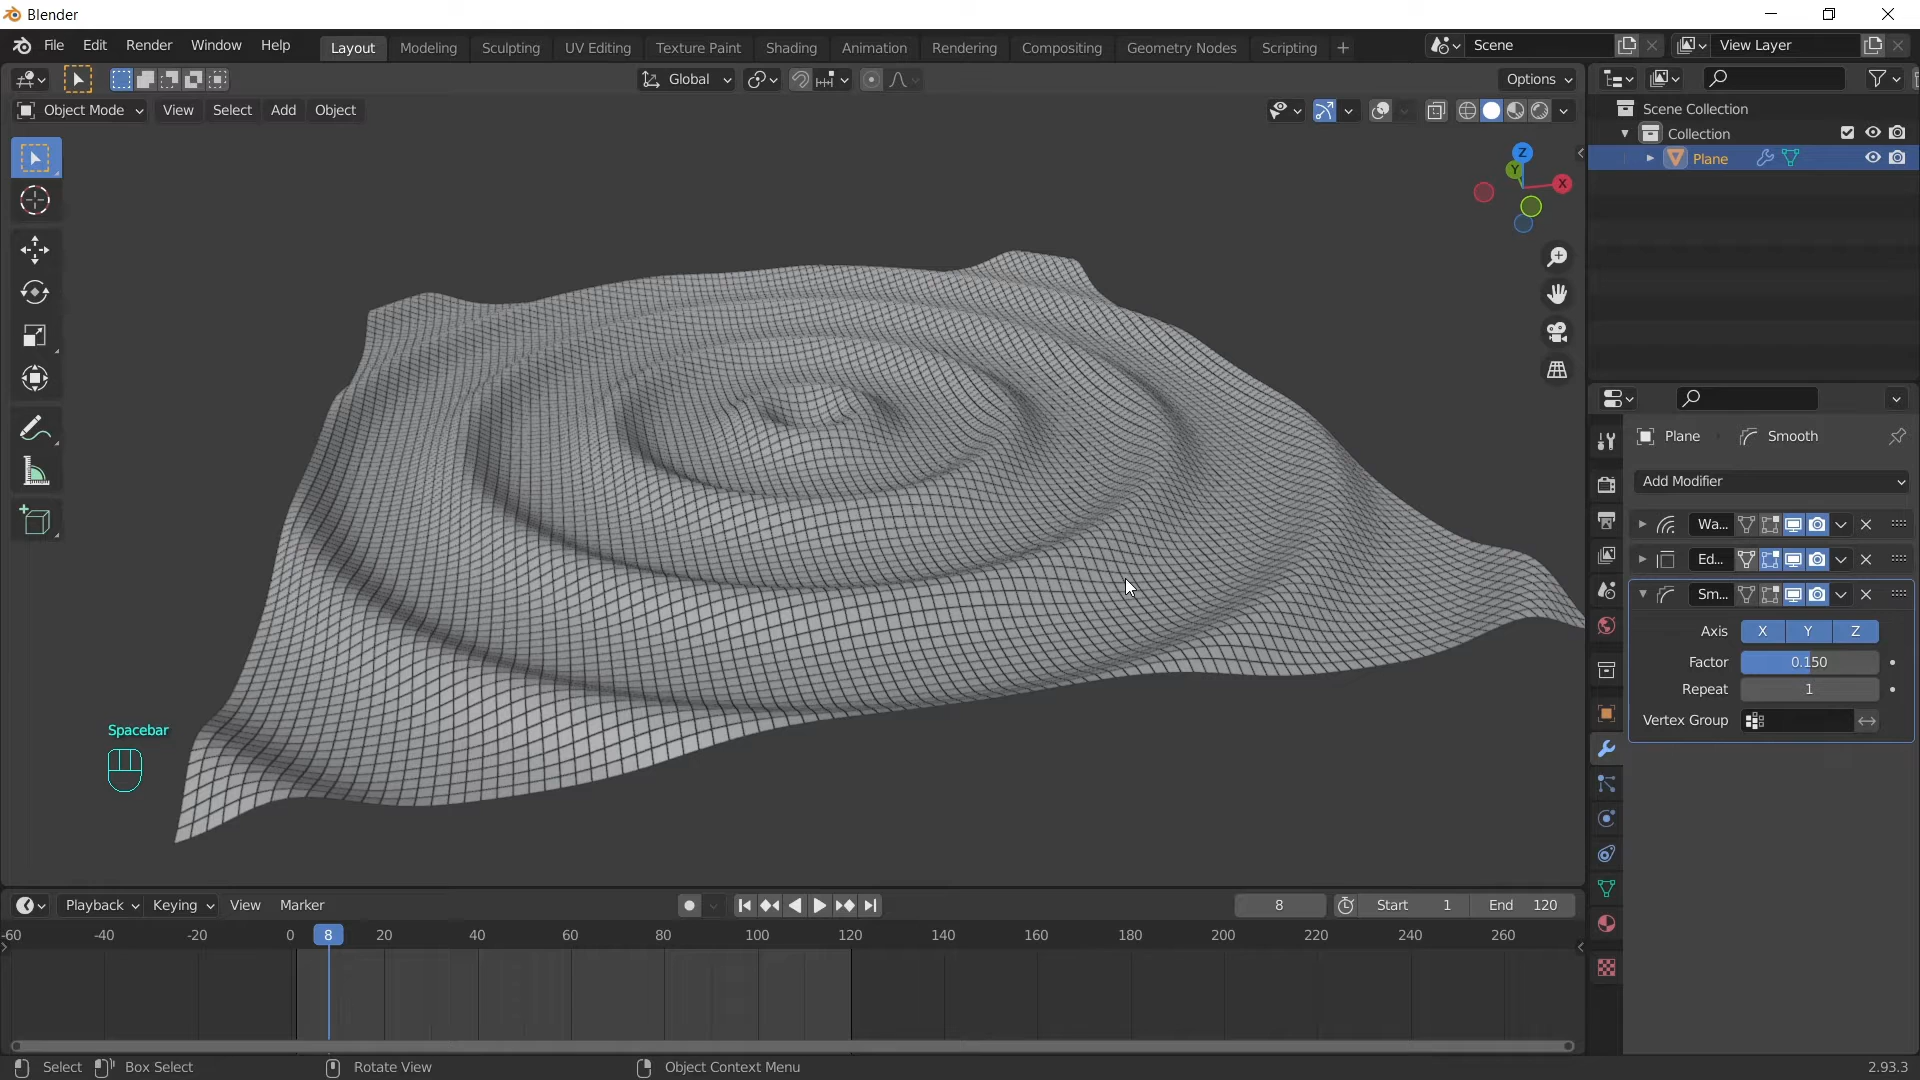 Blender
File Edit Render Window Help Layout Modeling Sculpting UV Editing Texture Paint Shading Animation Rendering Compositing Geometry Nodes Scripting + Scene View Layer
Global Options
Object Mode View Select Add Object
Scene Collection
Collection
Plane
Z
Y
X
Plane Smooth
Add Modifier
Wa...
Ed...
Sm...
Axis X Y Z
Factor 0.150
Repeat 1
Vertex Group
Spacebar
Playback Keying View Marker 8 Start 1 End 120
-60 -40 -20 0 8 20 40 60 80 100 120 140 160 180 200 220 240 260
Select Box Select Rotate View Object Context Menu 2.93.3